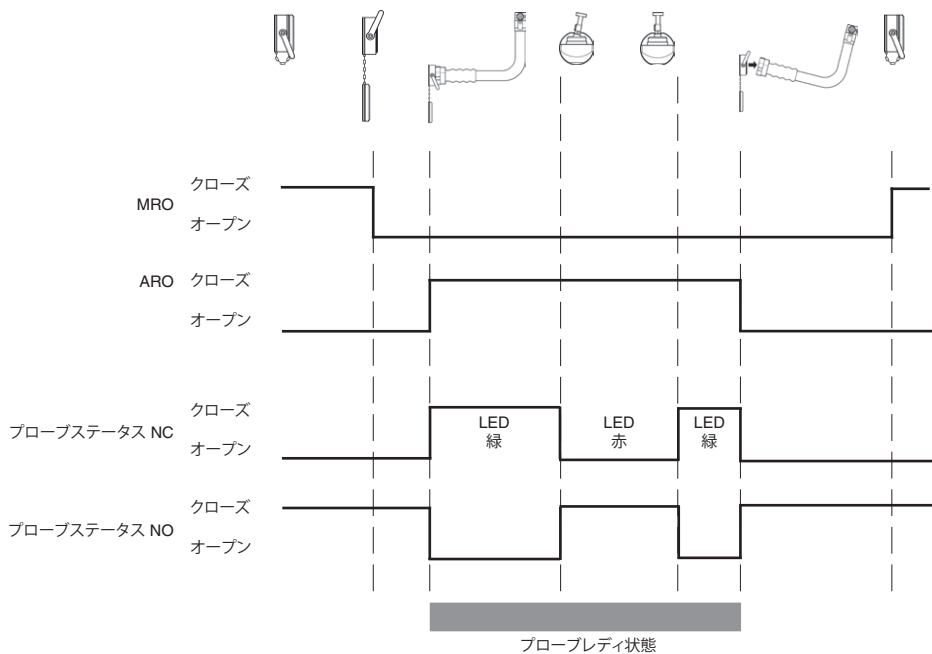 クローズ
MRO
オープン
ARO クローズ
オープン
クローズ
プローブステータス NC
オープン
LED
緑
LED
赤
LED
緑
クローズ
プローブステータス NO
オープン
プローブレディ状態